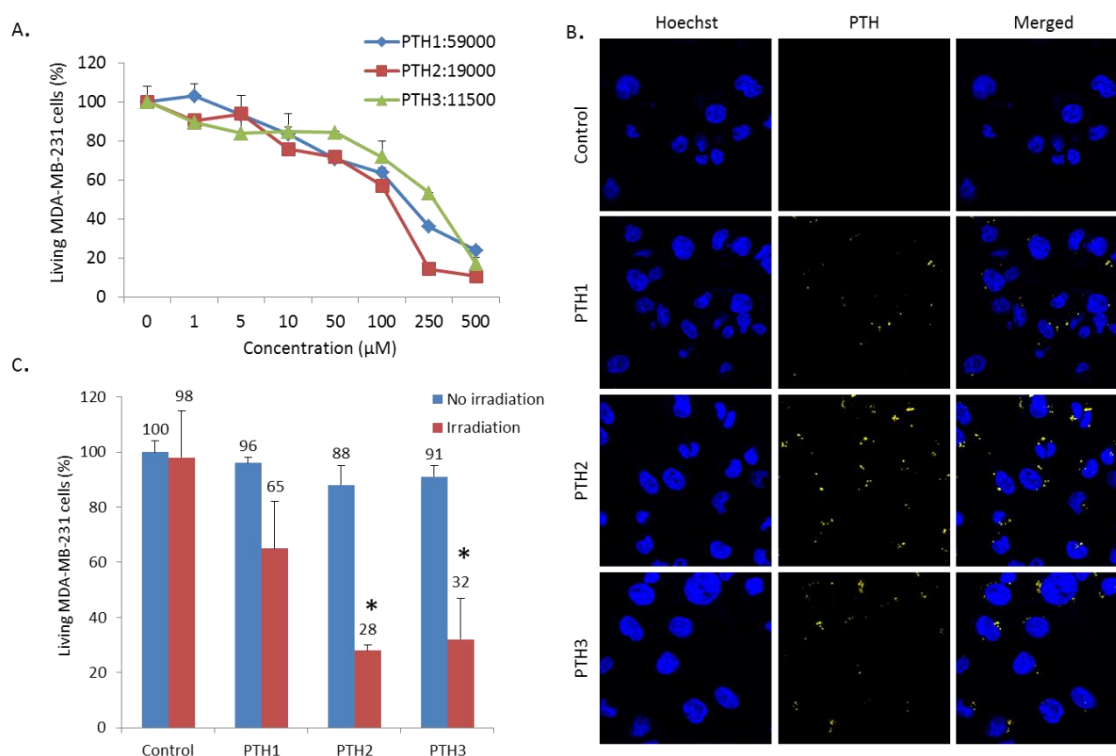 A.
PTH1:59000
PTH2:19000
PTH3:11500
Living MDA-MB-231 cells (%)
120
100
80
60
40
20
0
0 1 5 10 50 100 250 500
Concentration (µM)
B.
Hoechst PTH Merged
Control
PTH1
PTH2
PTH3
C.
No irradiation
Irradiation
Living MDA-MB-231 cells (%)
120
100
80
60
40
20
0
100 98
96 65
88 28 *
91 32 *
Control PTH1 PTH2 PTH3